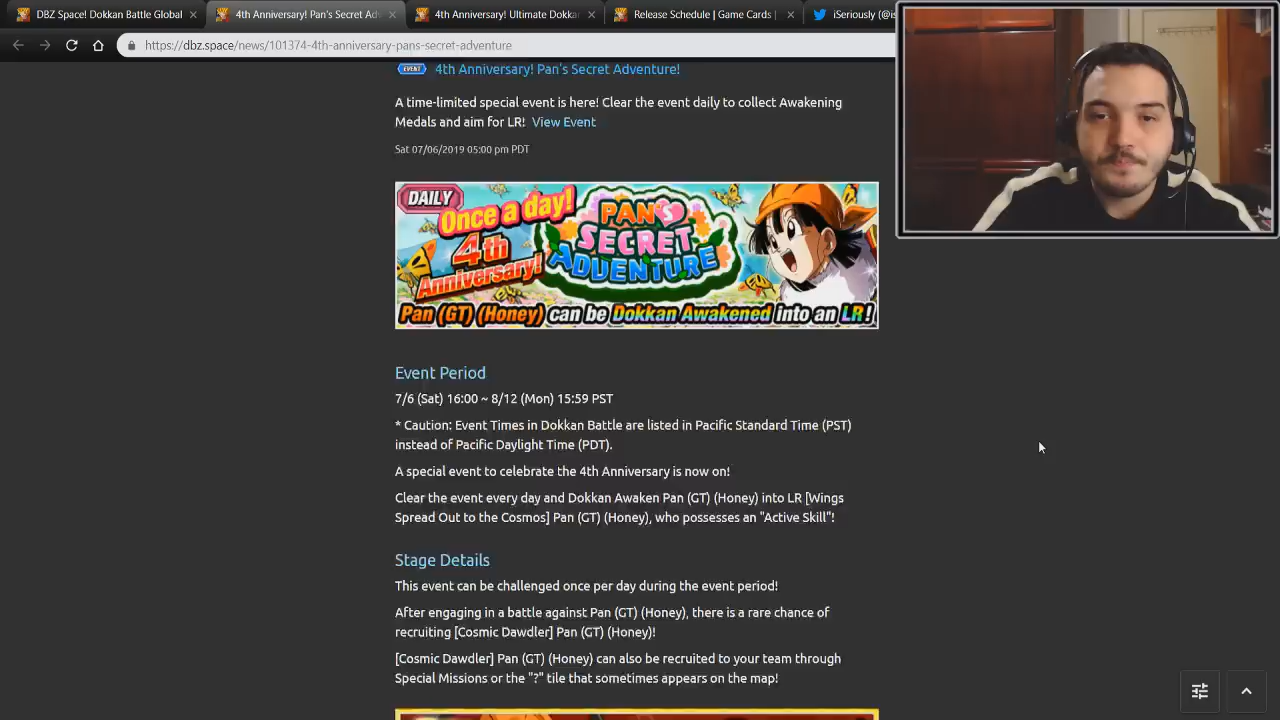 DBZ Space! Dokkan Battle Global
4th Anniversary! Pan's Secret Adv
4th Anniversary! Ultimate Dokka
Release Schedule | Game Cards |
iSeriously (@is
https://dbz.space/news/101374-4th-anniversary-pans-secret-adventure
EVENT 4th Anniversary! Pan's Secret Adventure!
A time-limited special event is here! Clear the event daily to collect Awakening
Medals and aim for LR! View Event
Sat 07/06/2019 05:00 pm PDT
DAILY
Once a day!
4th
Anniversary!
PAN'S
SECRET
ADVENTURE
Pan (GT) (Honey) can be Dokkan Awakened into an LR!
Event Period
7/6 (Sat) 16:00 ~ 8/12 (Mon) 15:59 PST
* Caution: Event Times in Dokkan Battle are listed in Pacific Standard Time (PST)
instead of Pacific Daylight Time (PDT).
A special event to celebrate the 4th Anniversary is now on!
Clear the event every day and Dokkan Awaken Pan (GT) (Honey) into LR [Wings
Spread Out to the Cosmos] Pan (GT) (Honey), who possesses an "Active Skill"!
Stage Details
This event can be challenged once per day during the event period!
After engaging in a battle against Pan (GT) (Honey), there is a rare chance of
recruiting [Cosmic Dawdler] Pan (GT) (Honey)!
[Cosmic Dawdler] Pan (GT) (Honey) can also be recruited to your team through
Special Missions or the "?" tile that sometimes appears on the map!